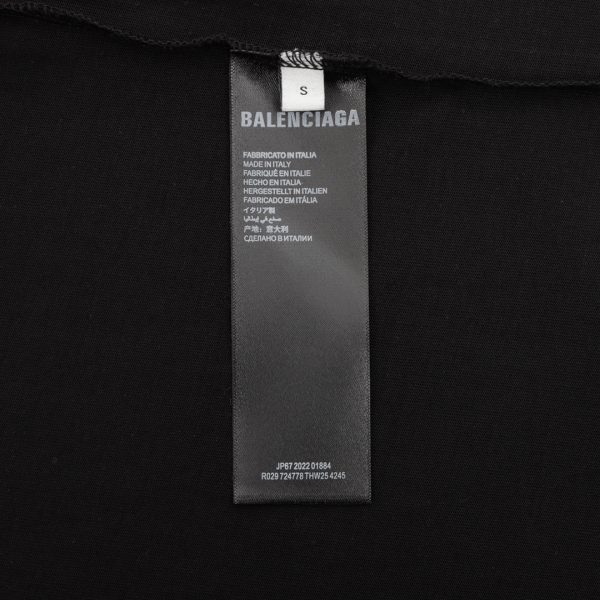 S
BALENCIAGA
FABBRICATO IN ITALIA
MADE IN ITALY
FABRIQUÉ EN ITALIE
HECHO EN ITALIA
HERGESTELLT IN ITALIEN
FABRICADO EM ITÁLIA
イタリア製
صنع في إيطاليا
产地: 意大利
СДЕЛАНО В ИТАЛИИ
JP67 2022 01884
R029 724778 THW25 4245